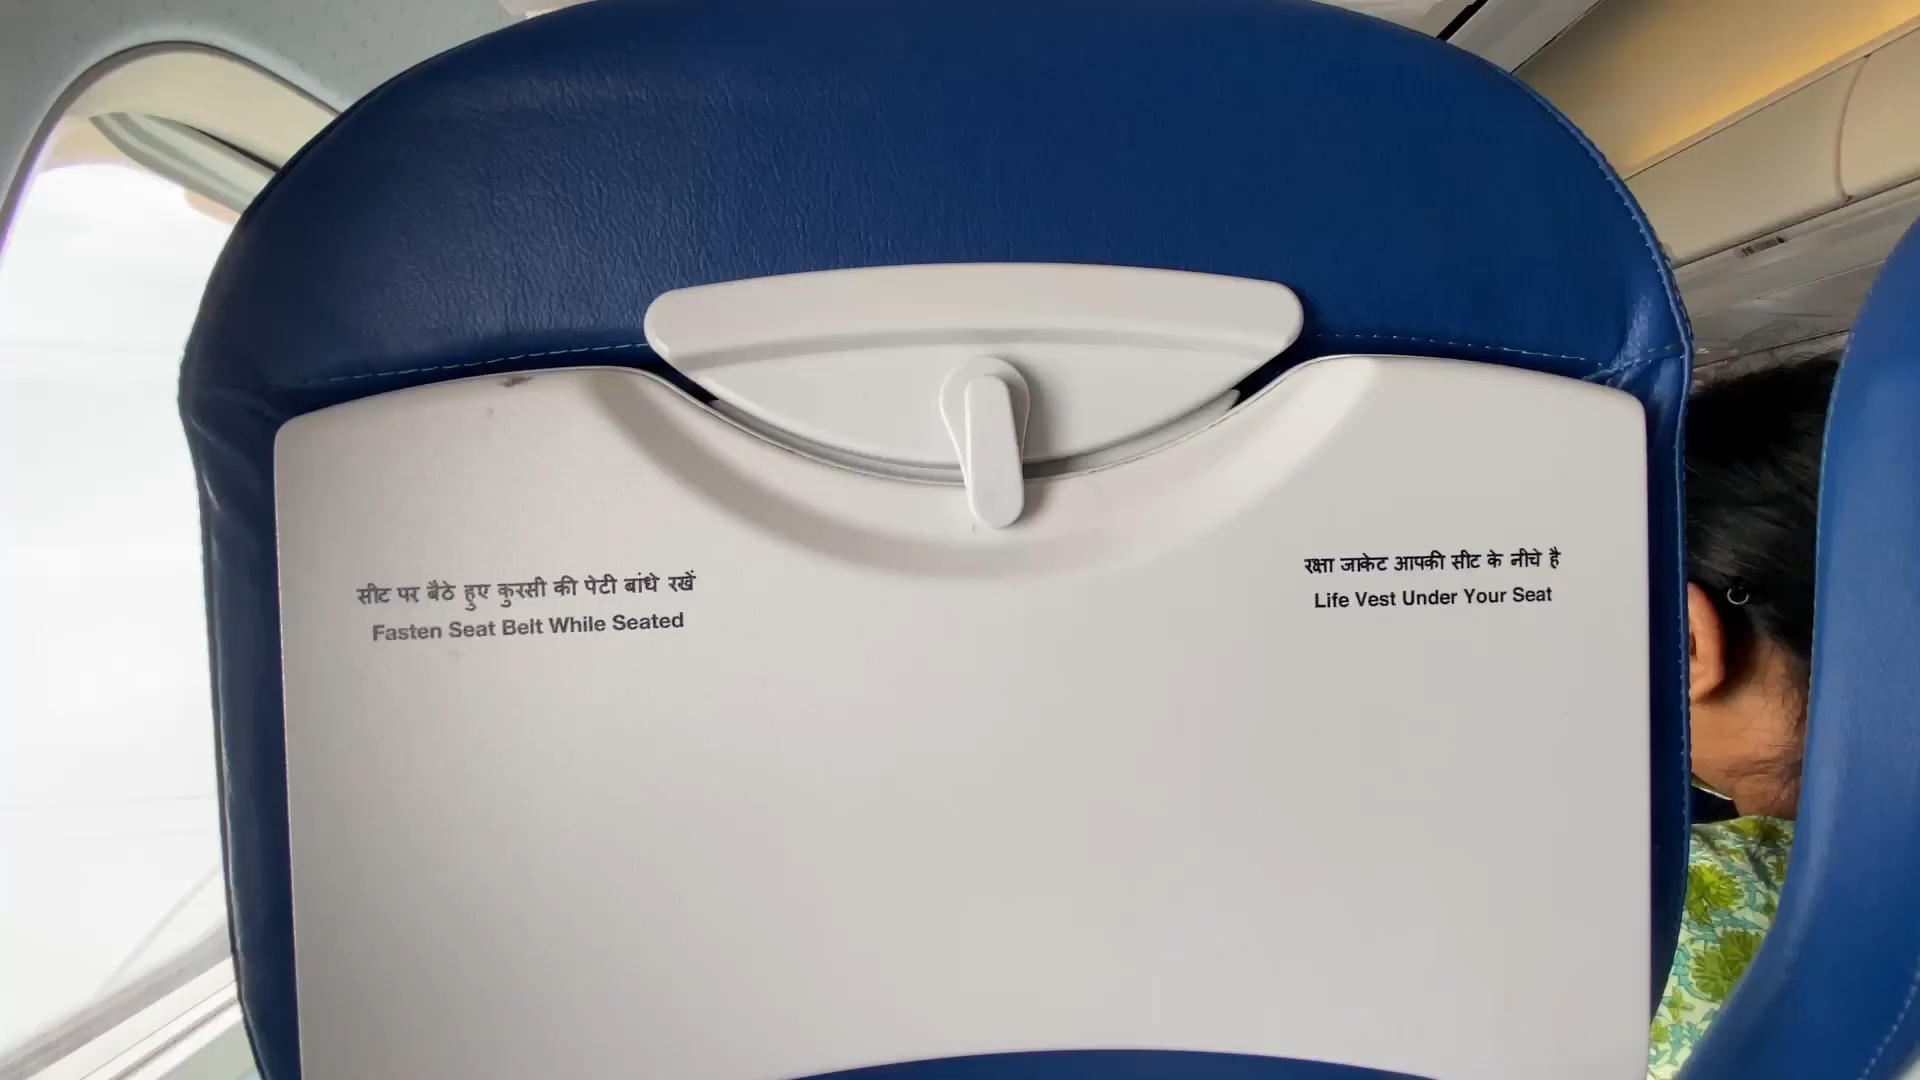 सीट पर बैठे हुए कुरसी की पेटी बांधे रखें
Fasten Seat Belt While Seated
रक्षा जाकेट आपकी सीट के नीचे है
Life Vest Under Your Seat